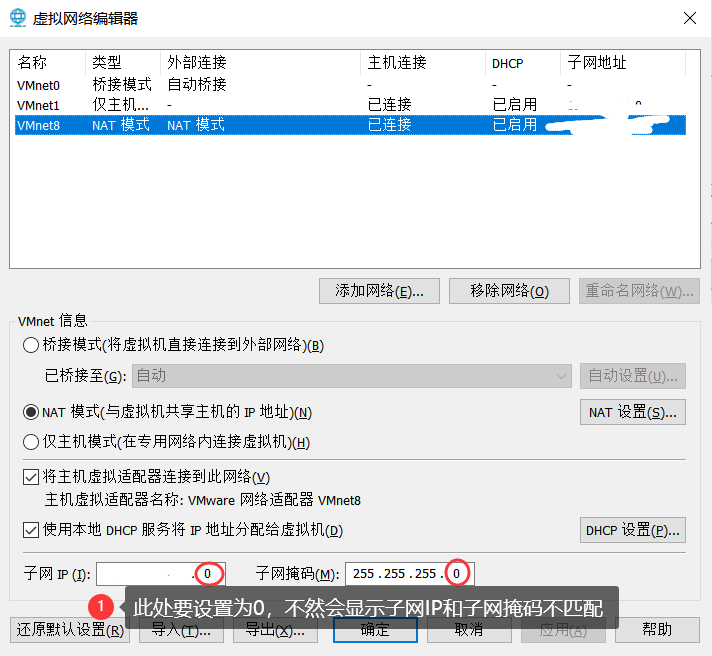 虚拟网络编辑器
名称 类型 外部连接 主机连接 DHCP 子网地址
VMnet0 桥接模式 自动桥接 - - -
VMnet1 仅主机... - 已连接 已启用
VMnet8 NAT 模式 NAT 模式 已连接 已启用
添加网络(E)... 移除网络(O) 重命名网络(W)...
VMnet 信息
桥接模式(将虚拟机直接连接到外部网络)(B)
已桥接至(G): 自动 自动设置(U)...
NAT 模式(与虚拟机共享主机的 IP 地址)(N) NAT 设置(S)...
仅主机模式(在专用网络内连接虚拟机)(H)
将主机虚拟适配器连接到此网络(V)
主机虚拟适配器名称: VMware 网络适配器 VMnet8
使用本地 DHCP 服务将 IP 地址分配给虚拟机(D) DHCP 设置(P)...
子网 IP (I): . 0 子网掩码(M): 255 . 255 . 255 . 0
1 此处要设置为0，不然会显示子网IP和子网掩码不匹配
还原默认设置(R) 导入(T)... 导出(X)... 确定 取消 应用(A) 帮助